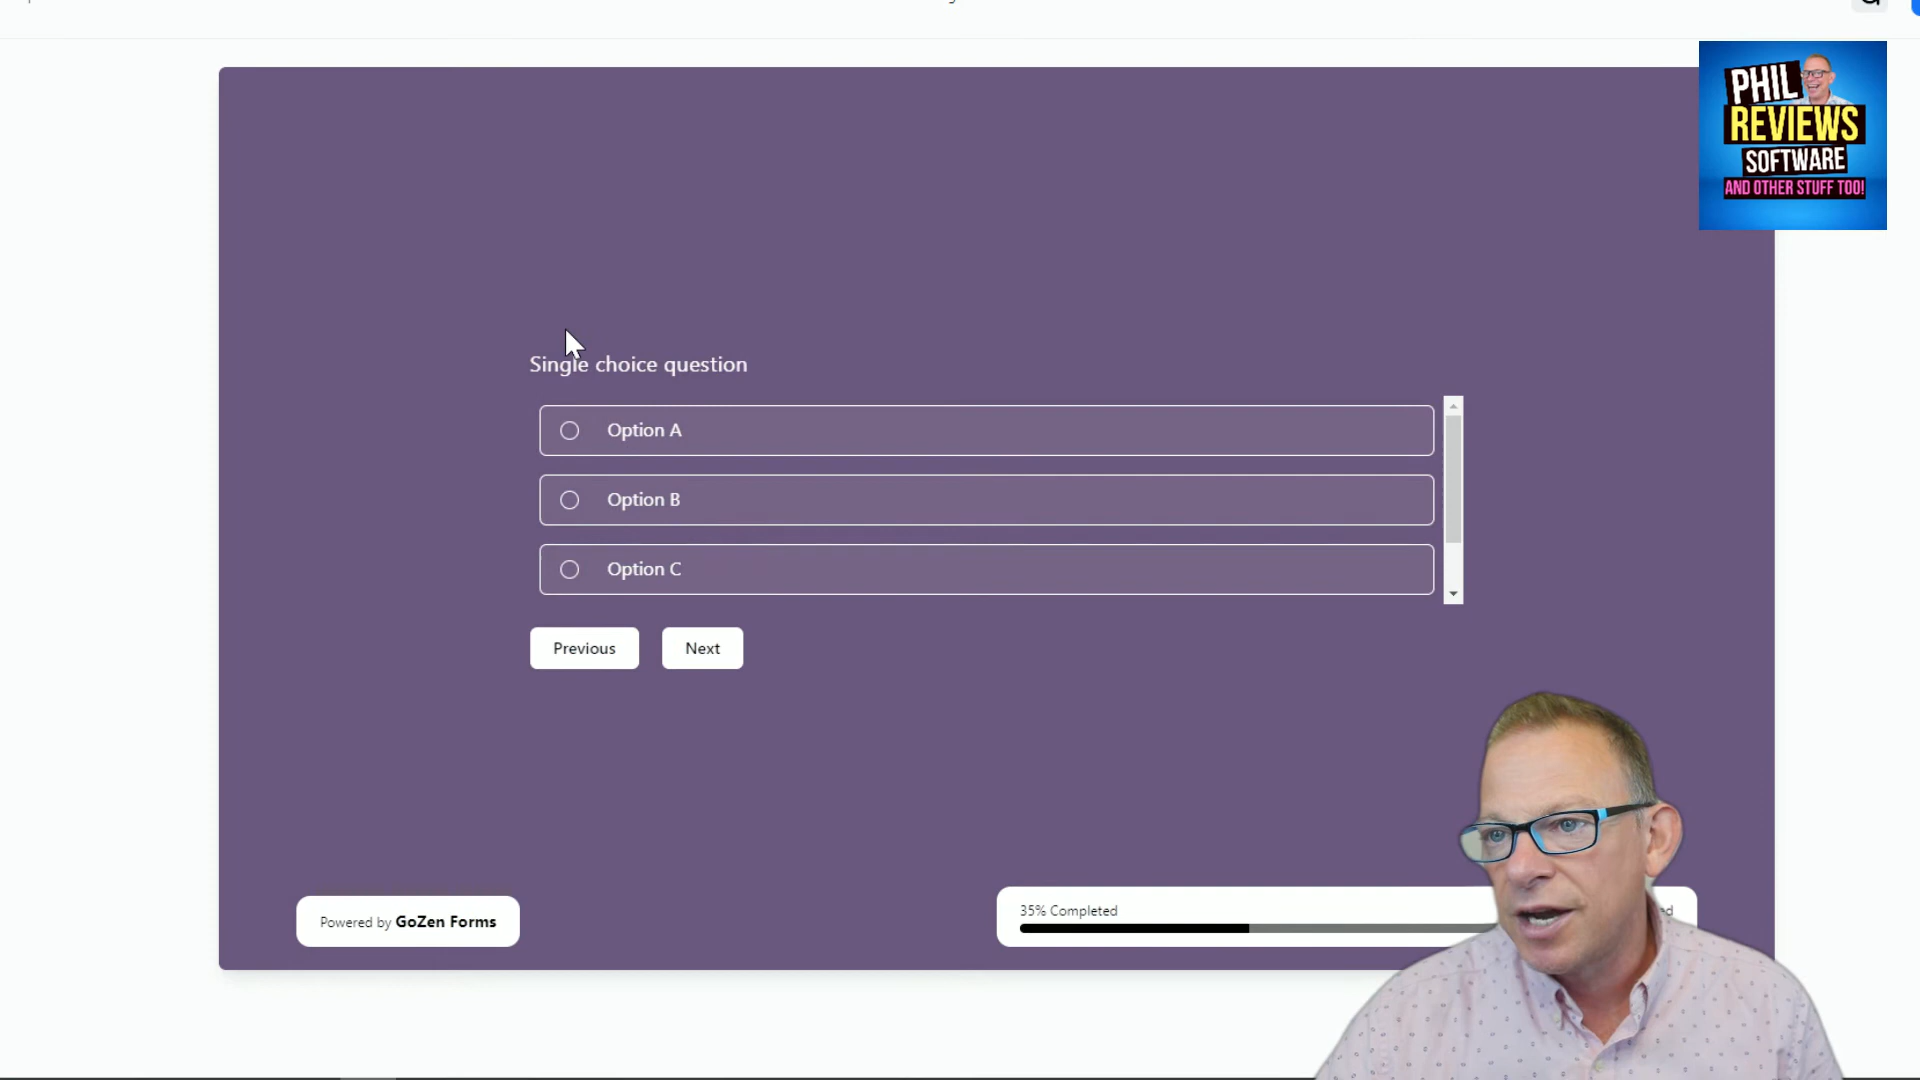 PHIL
REVIEWS
SOFTWARE
AND OTHER STUFF TOO!
Single choice question
Option A
Option B
Option C
Previous
Next
Powered by GoZen Forms
35% Completed